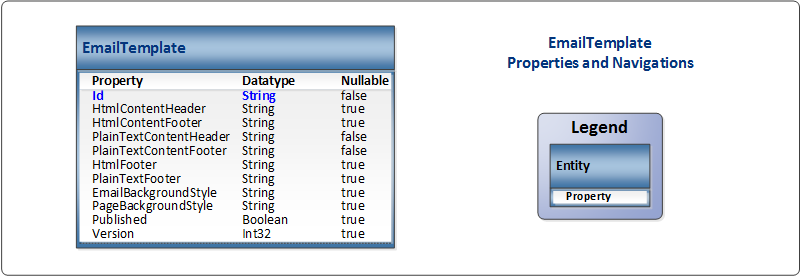 EmailTemplate
Property Datatype Nullable
Id String false
HtmlContentHeader String true
HtmlContentFooter String true
PlainTextContentHeader String false
PlainTextContentFooter String false
HtmlFooter String true
PlainTextFooter String true
EmailBackgroundStyle String true
PageBackgroundStyle String true
Published Boolean true
Version Int32 true
EmailTemplate
Properties and Navigations
Legend
Entity
Property